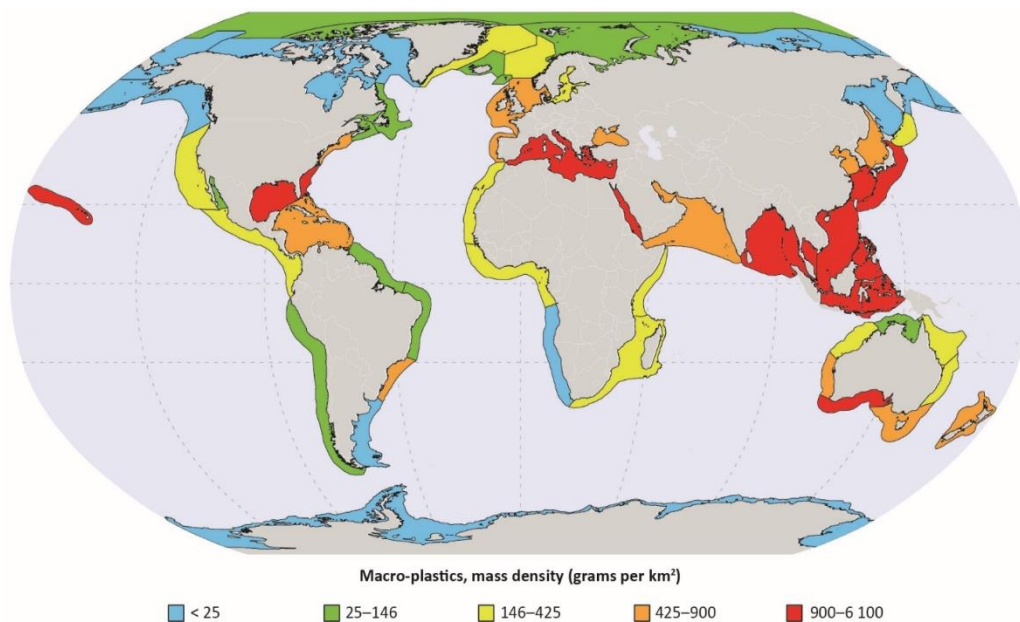 Macro-plastics, mass density (grams per km²)
< 25 25–146 146–425 425–900 900–6 100